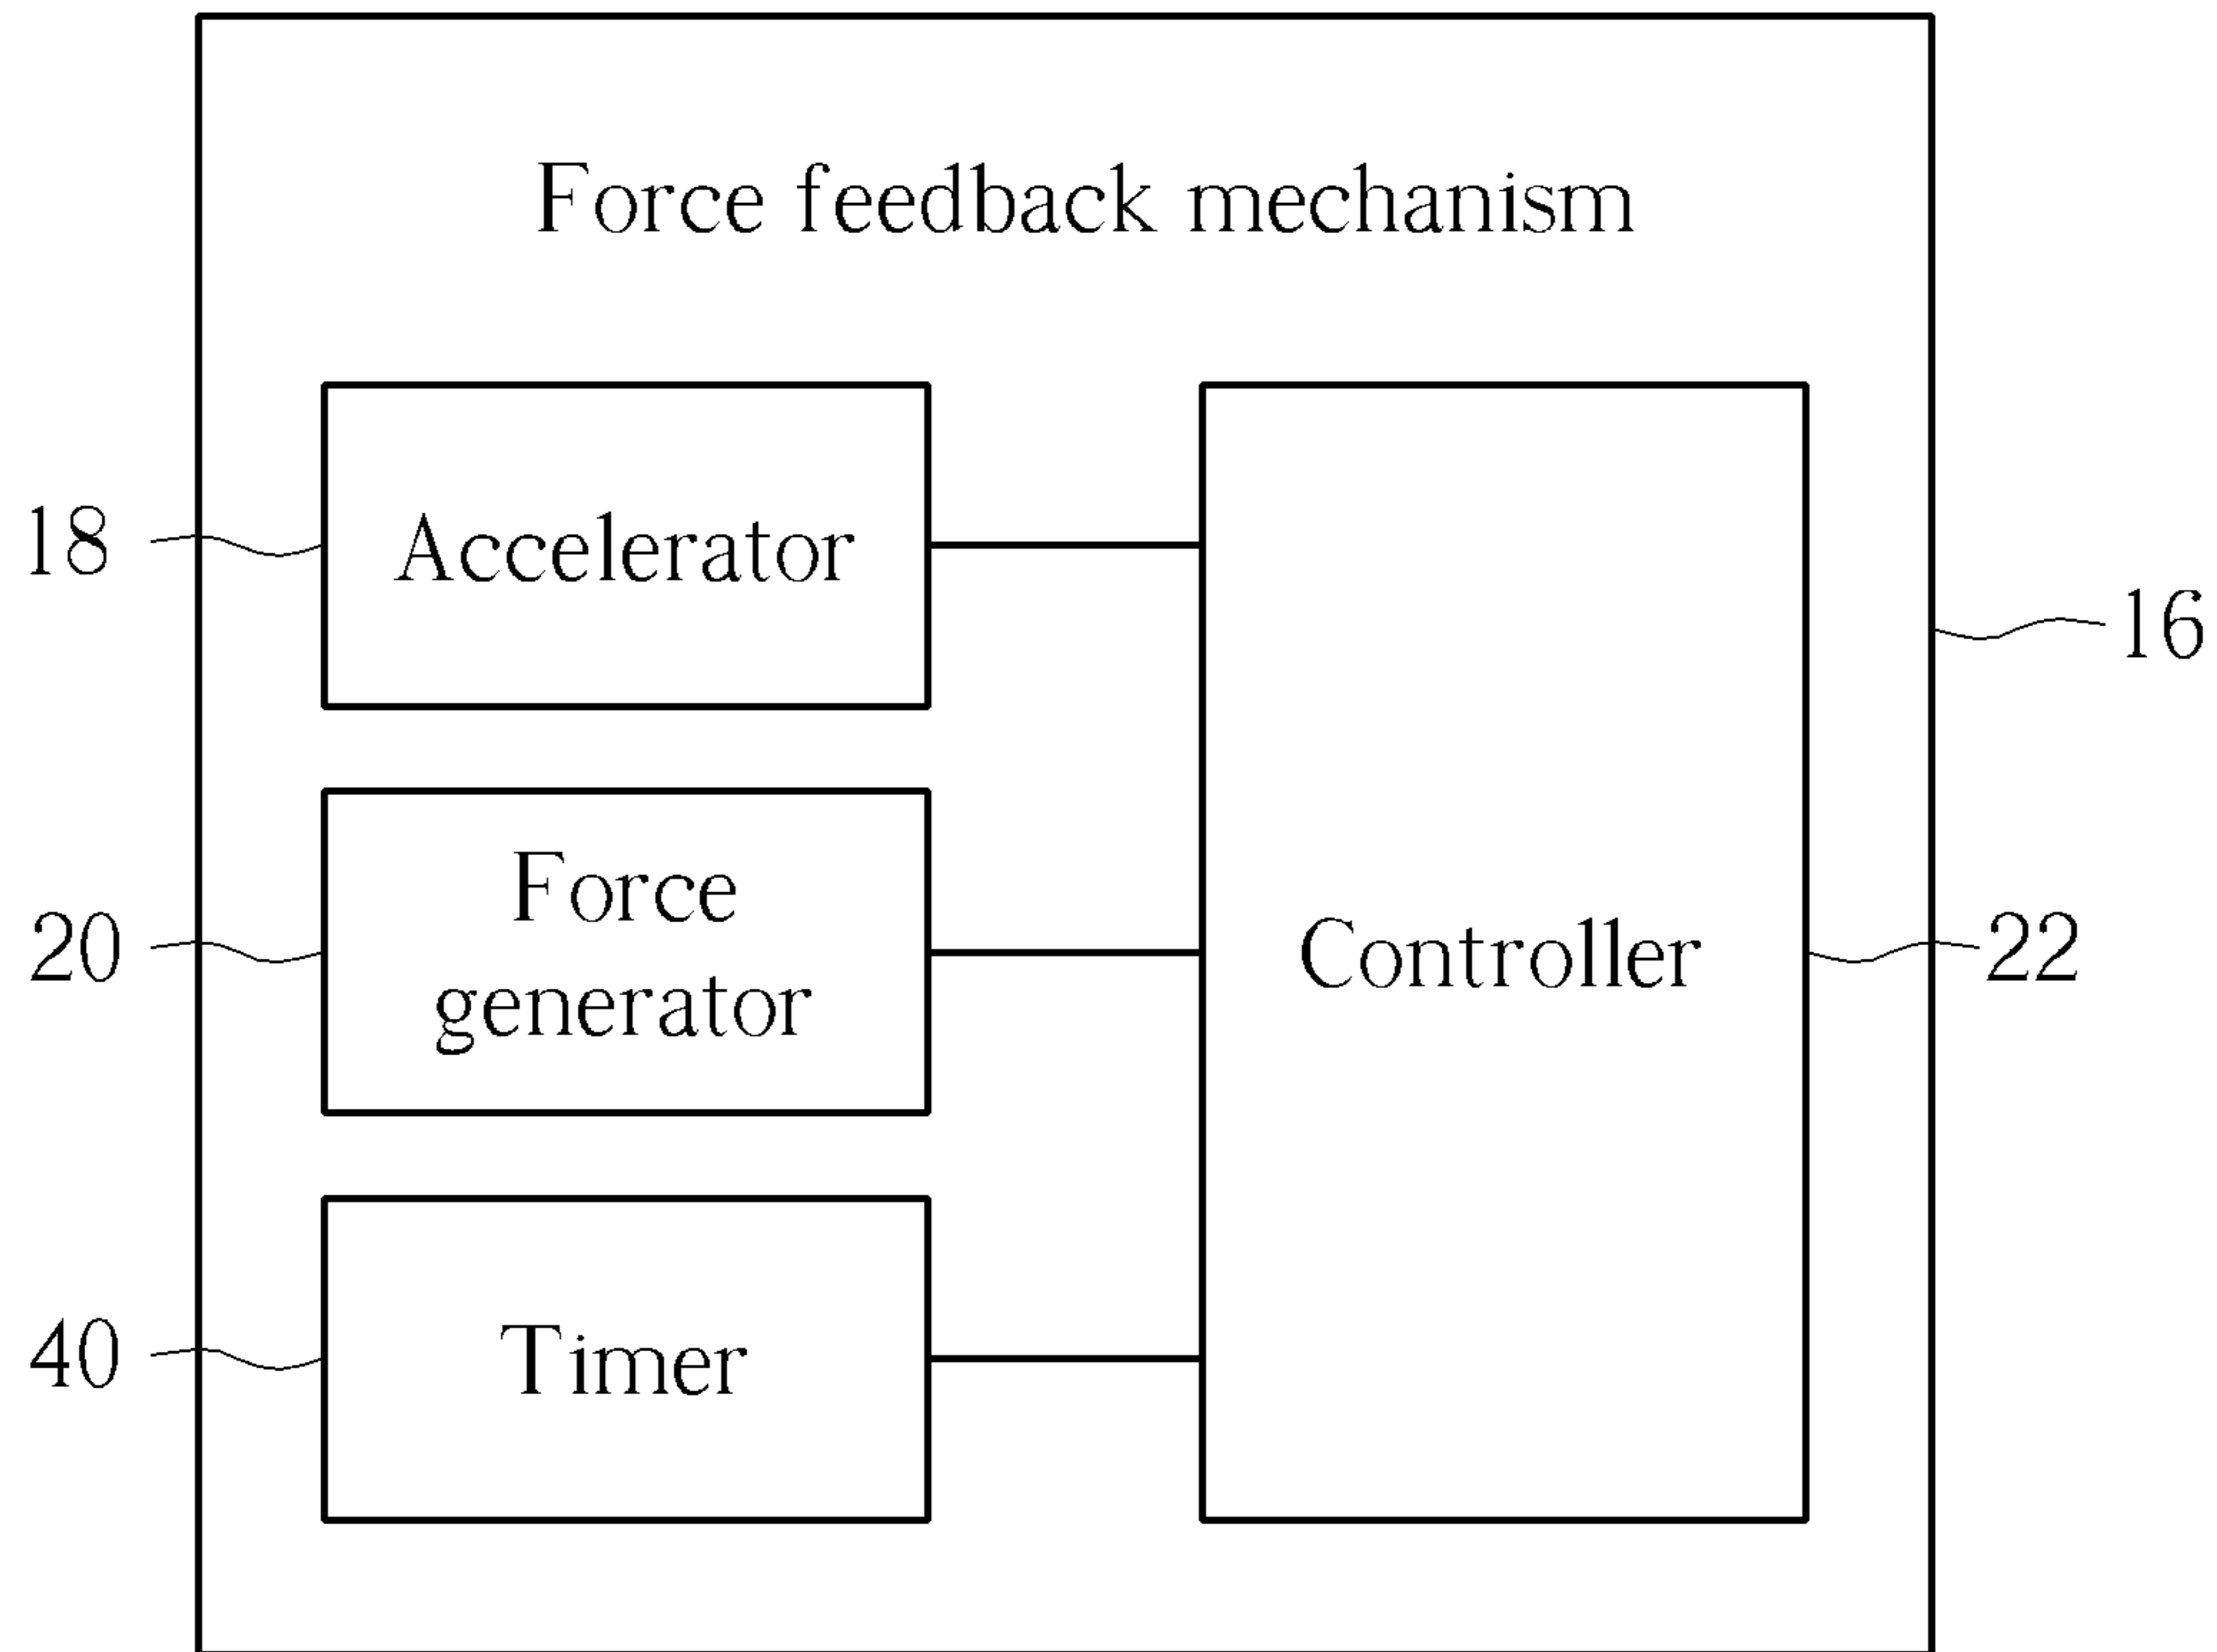 Force feedback mechanism
18
Accelerator
16
20
Force
generator
Controller
22
40
Timer